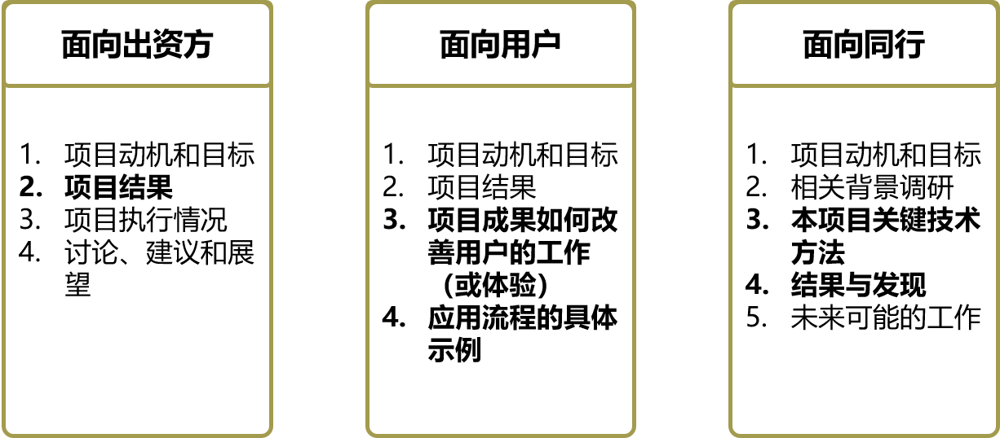 面向出资方
1. 项目动机和目标
2. 项目结果
3. 项目执行情况
4. 讨论、建议和展
望
面向用户
1. 项目动机和目标
2. 项目结果
3. 项目成果如何改
善用户的工作
（或体验）
4. 应用流程的具体
示例
面向同行
1. 项目动机和目标
2. 相关背景调研
3. 本项目关键技术
方法
4. 结果与发现
5. 未来可能的工作